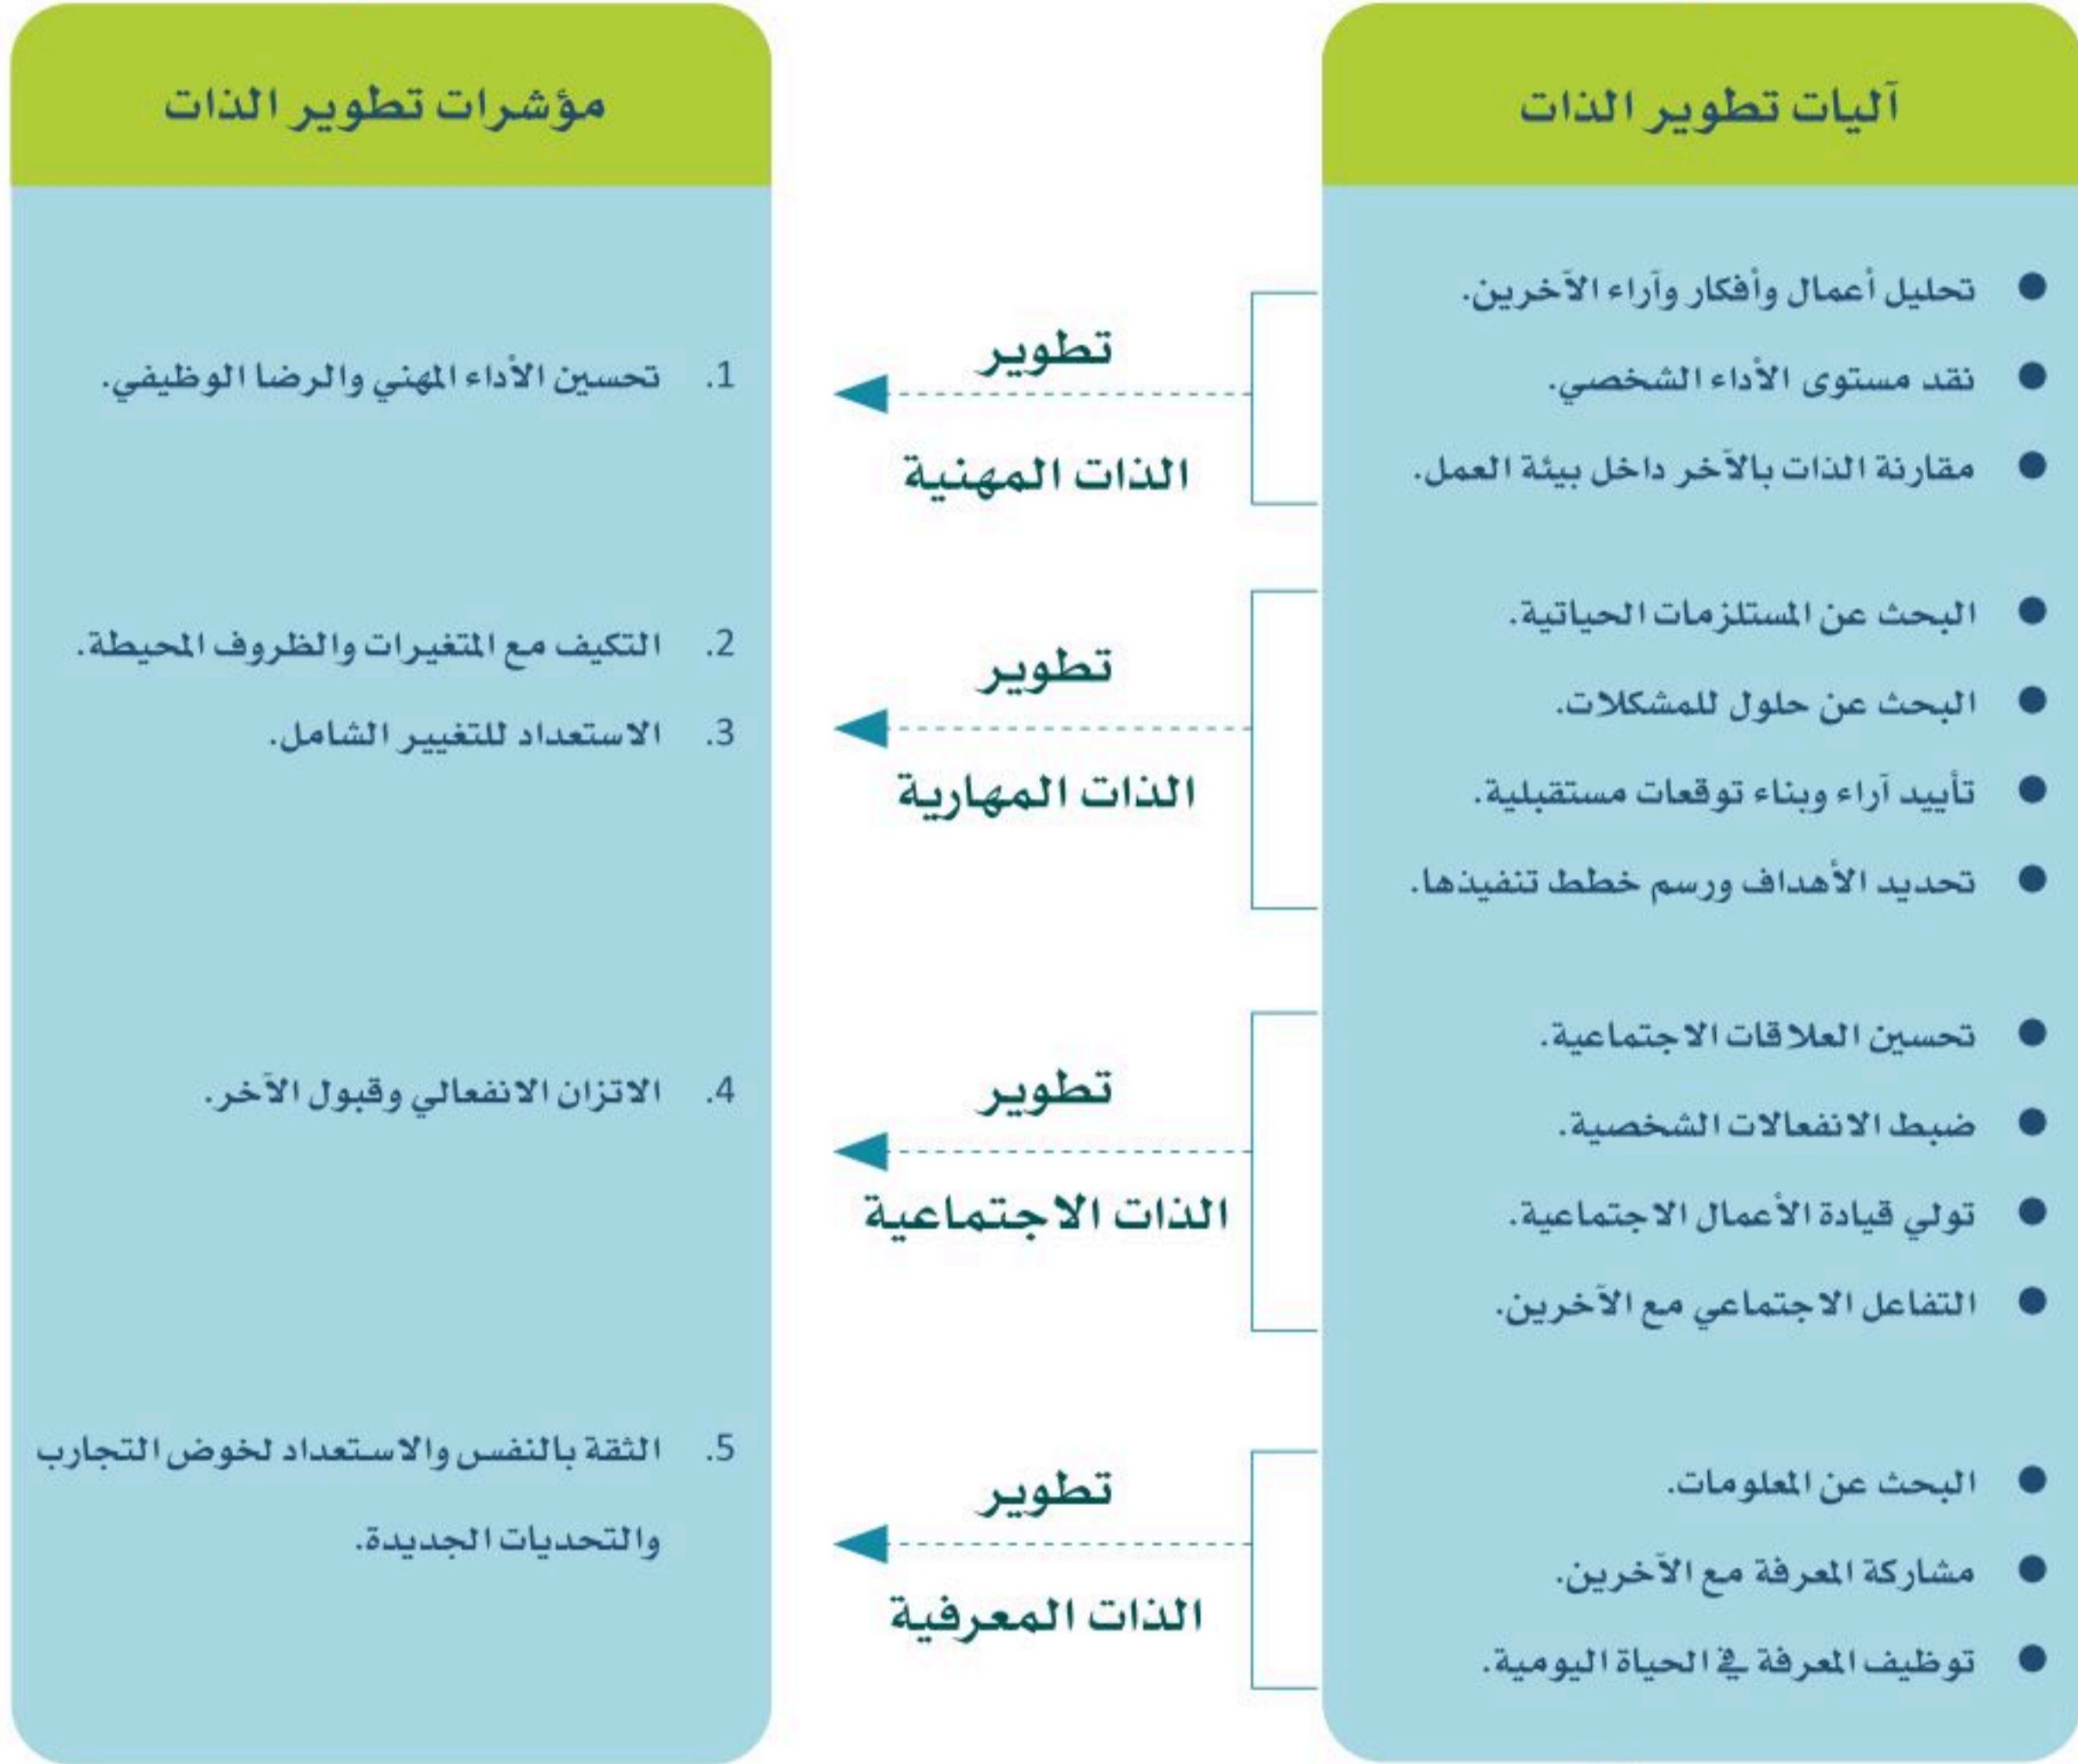 آليات تطوير الذات
● تحليل أعمال وأفكار وآراء الآخرين.
● نقد مستوى الأداء الشخصي.
● مقارنة الذات بالآخر داخل بيئة العمل.
● البحث عن المستلزمات الحياتية.
● البحث عن حلول للمشكلات.
● تأييد آراء وبناء توقعات مستقبلية.
● تحديد الأهداف ورسم خطط تنفيذها.
● تحسين العلاقات الاجتماعية.
● ضبط الانفعالات الشخصية.
● تولي قيادة الأعمال الاجتماعية.
● التفاعل الاجتماعي مع الآخرين.
● البحث عن المعلومات.
● مشاركة المعرفة مع الآخرين.
● توظيف المعرفة في الحياة اليومية.
تطوير
الذات المهنية
تطوير
الذات المهارية
تطوير
الذات الاجتماعية
تطوير
الذات المعرفية
مؤشرات تطوير الذات
1. تحسين الأداء المهني والرضا الوظيفي.
2. التكيف مع المتغيرات والظروف المحيطة.
3. الاستعداد للتغيير الشامل.
4. الاتزان الانفعالي وقبول الآخر.
5. الثقة بالنفس والاستعداد لخوض التجارب
والتحديات الجديدة.